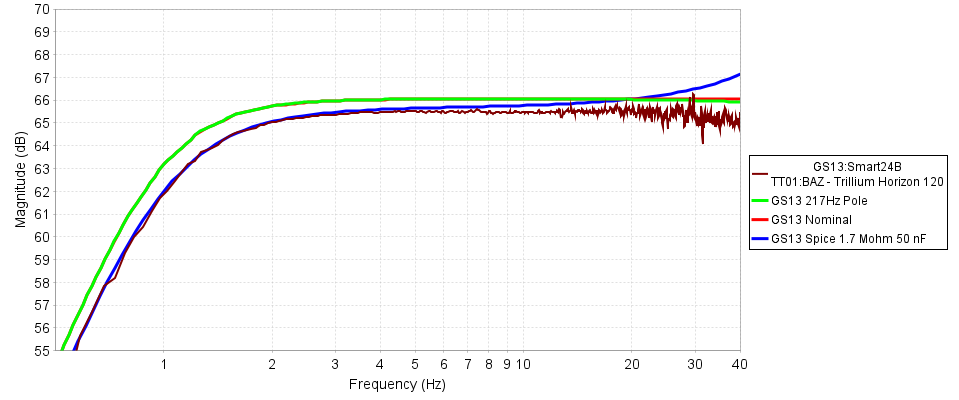 70
69
68
67
66
65
64
63
62
61
60
59
58
57
56
55
Magnitude (dB)
1 2 3 4 5 6 7 8 9 10 20 30 40
Frequency (Hz)
GS13:Smart24B
TT01:BAZ - Trillium Horizon 120
GS13 217Hz Pole
GS13 Nominal
GS13 Spice 1.7 Mohm 50 nF